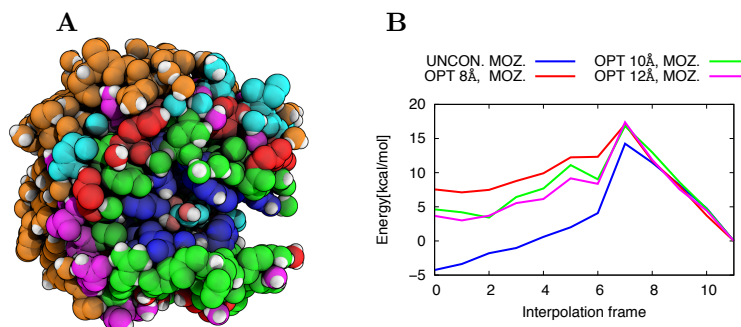 A
B
UNCON. MOZ.
OPT 8Å, MOZ.
OPT 10Å, MOZ.
OPT 12Å, MOZ.
Energy[kcal/mol]
20
15
10
5
0
−5
0 2 4 6 8 10
Interpolation frame